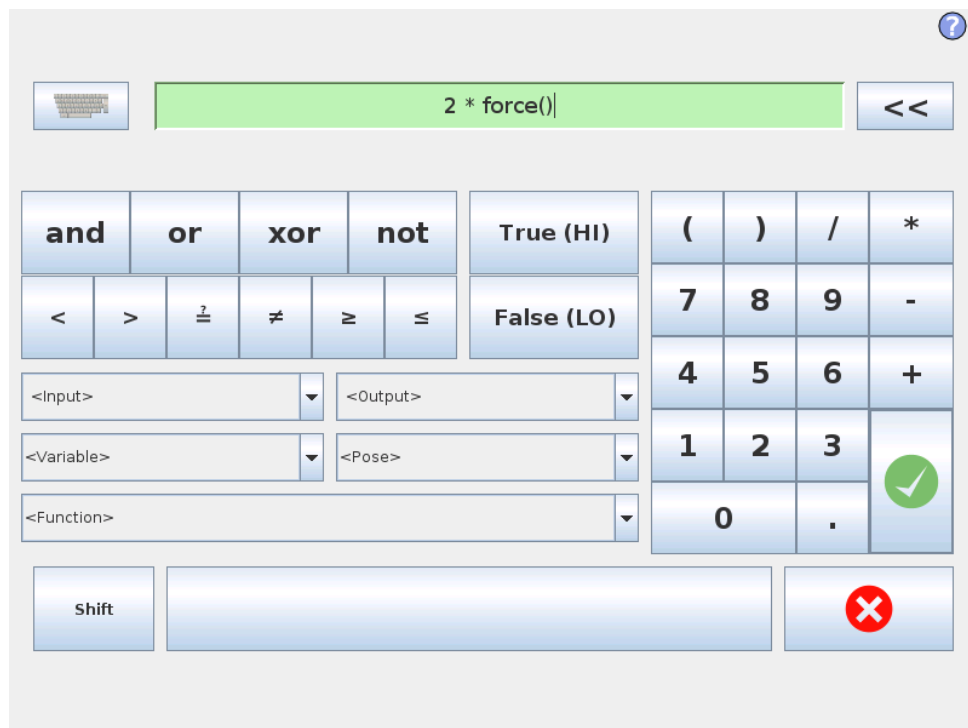 ?
2 * force()
<<
and or xor not True (HI) ( ) / *
< > ≟ ≠ ≥ ≤ False (LO) 7 8 9 -
<Input> <Output> 4 5 6 +
<Variable> <Pose> 1 2 3
<Function> 0 .
Shift